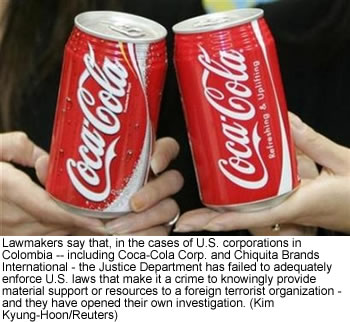 Coca-Cola
Coca-Cola
Refreshing & Uplifting
Lawmakers say that, in the cases of U.S. corporations in
Colombia -- including Coca-Cola Corp. and Chiquita Brands
International - the Justice Department has failed to adequately
enforce U.S. laws that make it a crime to knowingly provide
material support or resources to a foreign terrorist organization -
and they have opened their own investigation. (Kim
Kyung-Hoon/Reuters)